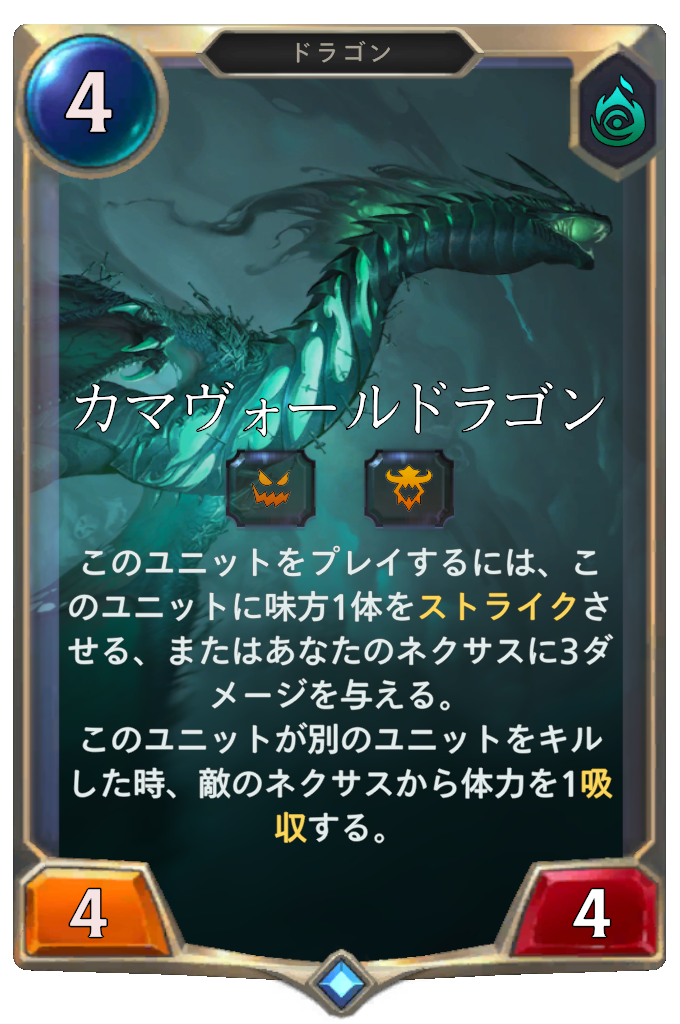 ドラゴン
4
カマヴォールドラゴン
このユニットをプレイするには、こ
のユニットに味方1体をストライクさ
せる、またはあなたのネクサスに3ダ
メージを与える。
このユニットが別のユニットをキル
した時、敵のネクサスから体力を1吸
収する。
4
4